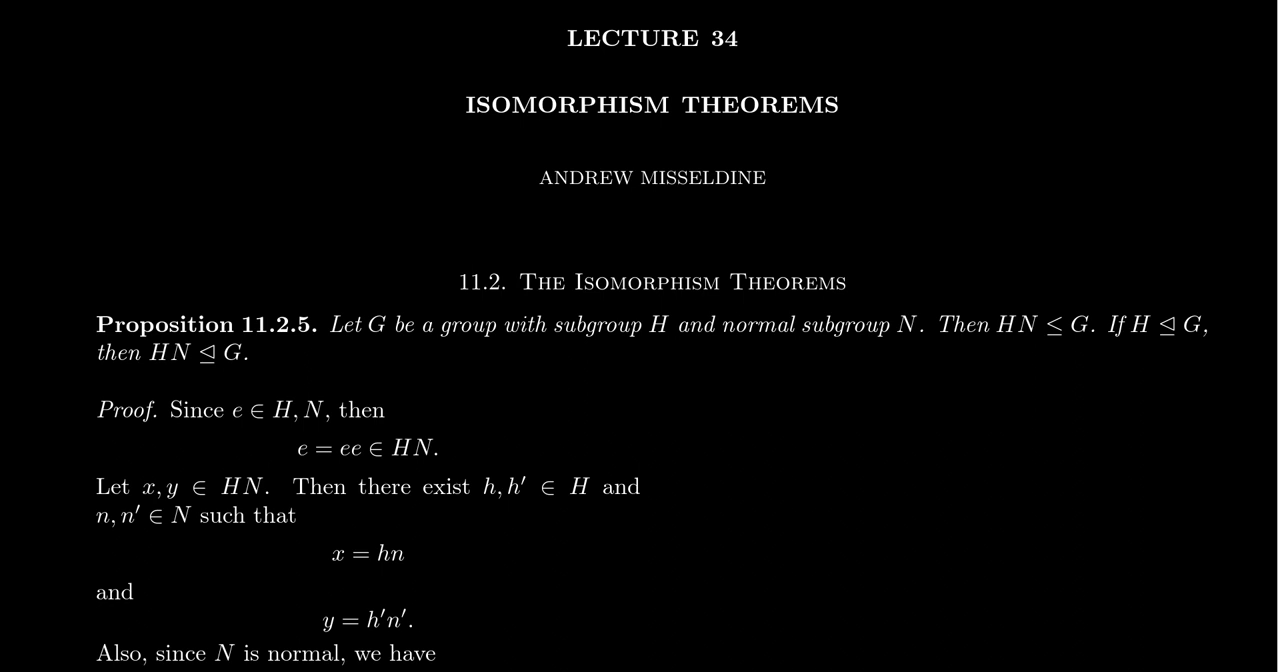 LECTURE 34
ISOMORPHISM THEOREMS
ANDREW MISSELDINE
11.2. The Isomorphism Theorems
Proposition 11.2.5. Let G be a group with subgroup H and normal subgroup N. Then HN ≤ G. If H ⊴ G,
then HN ⊴ G.
Proof. Since e ∈ H, N, then
e = ee ∈ HN.
Let x, y ∈ HN. Then there exist h, h′ ∈ H and
n, n′ ∈ N such that
x = hn
and
y = h′n′.
Also, since N is normal, we have